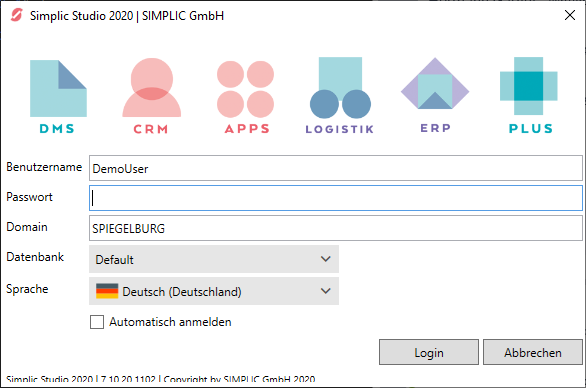 Simplic Studio 2020 | SIMPLIC GmbH
DMS CRM APPS LOGISTIK ERP PLUS
Benutzername DemoUser
Passwort
Domain SPIEGELBURG
Datenbank Default
Sprache Deutsch (Deutschland)
Automatisch anmelden
Login Abbrechen
Simplic Studio 2020 | 7.10.20.1102 | Copyright by SIMPLIC GmbH 2020